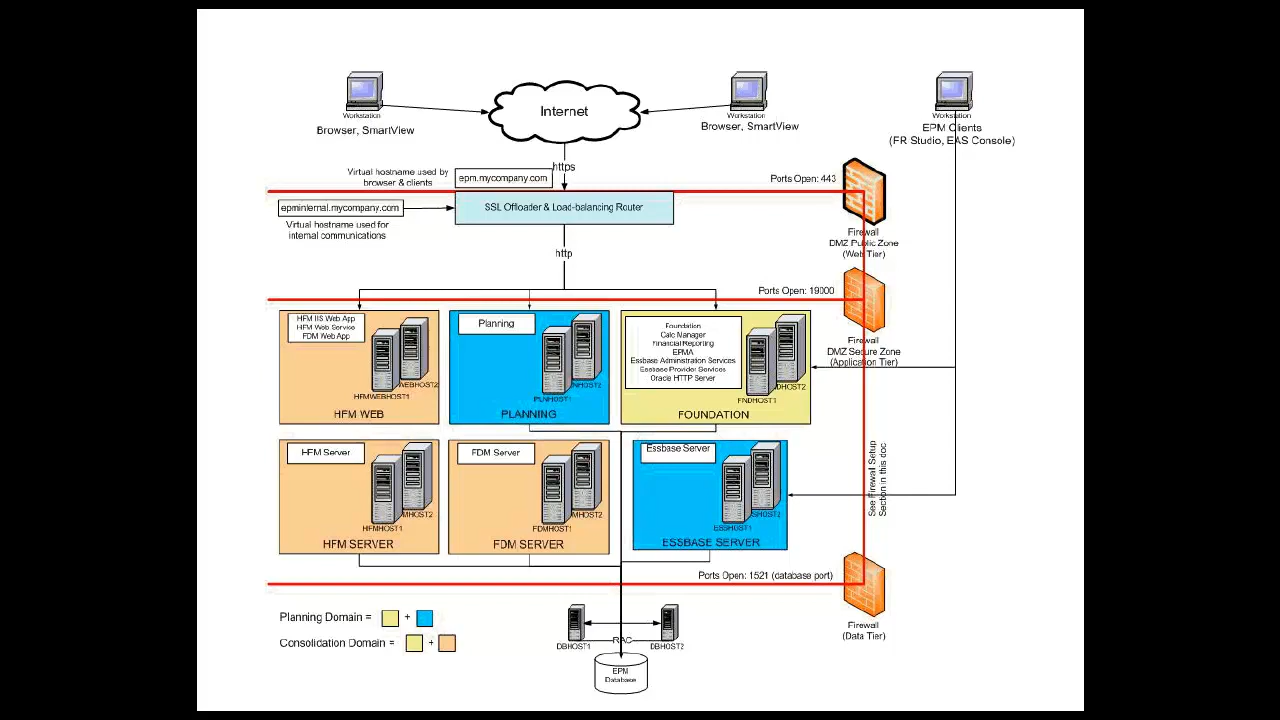 Internet
Workstation
Browser, SmartView
Workstation
Browser, SmartView
Workstation
EPM Clients
(FR Studio, EAS Console)
https
Virtual hostname used by
browser & clients
epm.mycompany.com
Ports Open: 443
epminternal.mycompany.com
SSL Offloader & Load-balancing Router
Virtual hostname used for
internal communications
Firewall
DMZ Public Zone
(Web Tier)
http
Ports Open: 19000
HFM IIS Web App
HFM Web Service
FDM Web App
WEBHOST2
HFMWEBHOST1
HFM WEB
Planning
NHOST2
PLNHOST1
PLANNING
Foundation
Calc Manager
Financial Reporting
EPMA
Essbase Administration Services
Essbase Provider Services
Oracle HTTP Server
DHOST2
FNDHOST1
FOUNDATION
Firewall
DMZ Secure Zone
(Application Tier)
HFM Server
MHOST2
HFMHOST1
HFM SERVER
FDM Server
MHOST2
FDMHOST1
FDM SERVER
Essbase Server
SHOST2
ESSHOST1
ESSBASE SERVER
See Firewall Setup
Section in this doc
Ports Open: 1521 (database port)
Firewall
(Data Tier)
Planning Domain = +
Consolidation Domain = +
DBHOST1
RAC
DBHOST2
EPM
Database